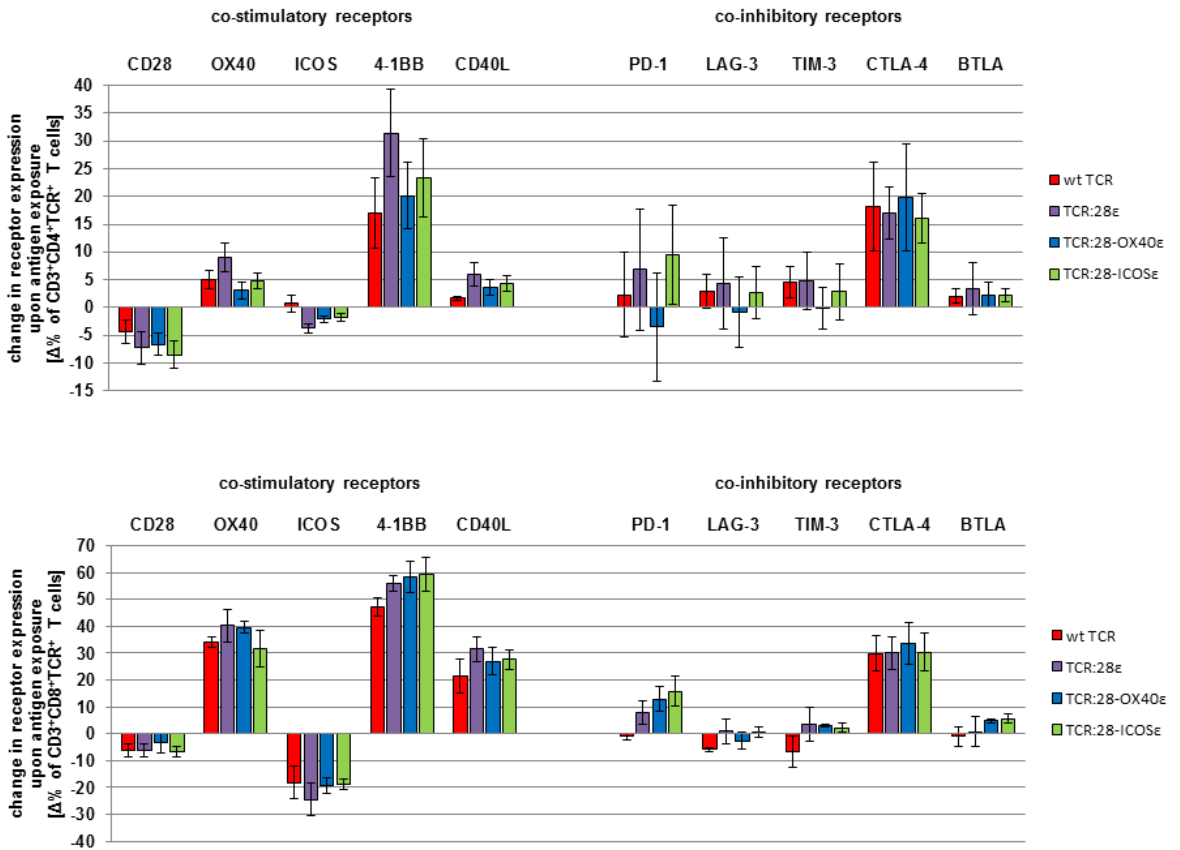 co-stimulatory receptors co-inhibitory receptors
CD28 OX40 ICOS 4-1BB CD40L PD-1 LAG-3 TIM-3 CTLA-4 BTLA
change in receptor expression
upon antigen exposure
[Δ% of CD3⁺CD4⁺TCR⁺ T cells]
40
35
30
25
20
15
10
5
0
-5
-10
-15
wt TCR
TCR:28ε
TCR:28-OX40ε
TCR:28-ICOSε
co-stimulatory receptors co-inhibitory receptors
CD28 OX40 ICOS 4-1BB CD40L PD-1 LAG-3 TIM-3 CTLA-4 BTLA
change in receptor expression
upon antigen exposure
[Δ% of CD3⁺CD8⁺TCR⁺ T cells]
70
60
50
40
30
20
10
0
-10
-20
-30
-40
wt TCR
TCR:28ε
TCR:28-OX40ε
TCR:28-ICOSε